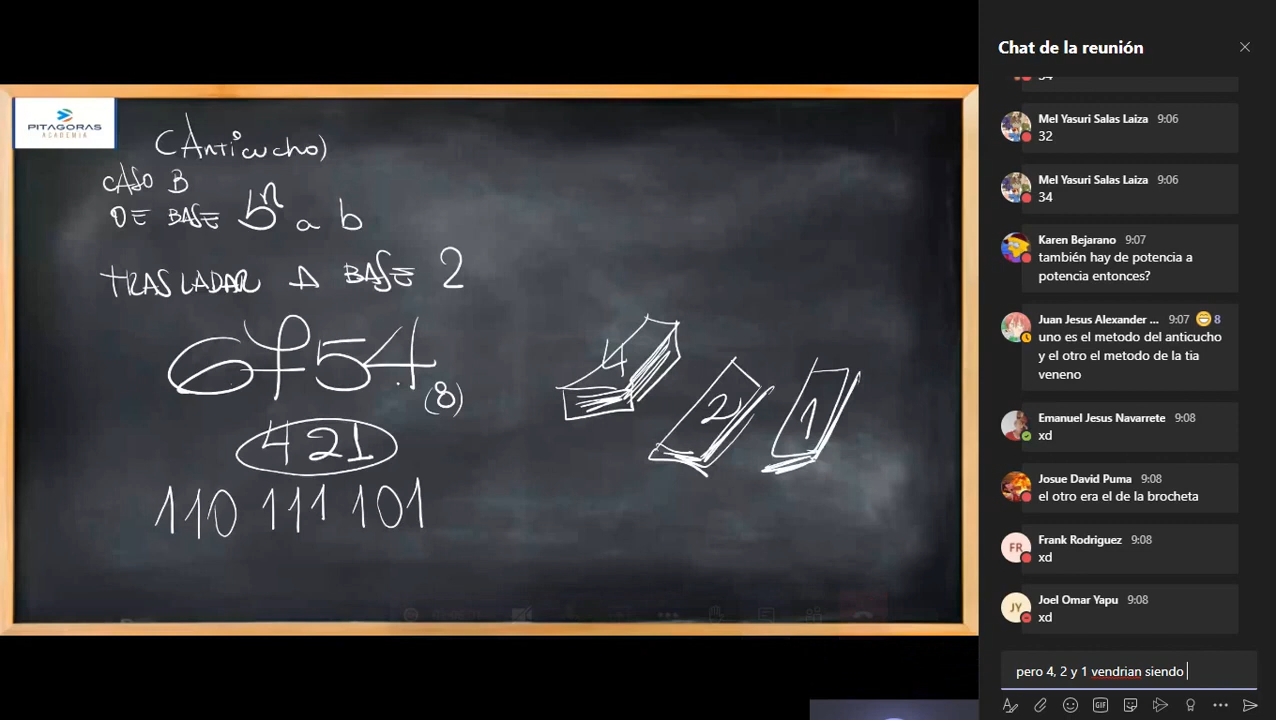 PITAGORAS
ACADEMIA
(Anticucho)
CASO B
DE BASE bⁿ a b
TRASLADAR A BASE 2
6754(8)
421
110 111 101
4
2
1
Chat de la reunión
34
Mel Yasuri Salas Laiza 9:06
32
Mel Yasuri Salas Laiza 9:06
34
Karen Bejarano 9:07
también hay de potencia a
potencia entonces?
Juan Jesus Alexander ... 9:07 8
uno es el metodo del anticucho
y el otro el metodo de la tia
veneno
Emanuel Jesus Navarrete 9:08
xd
Josue David Puma 9:08
el otro era el de la brocheta
FR Frank Rodriguez 9:08
xd
JY Joel Omar Yapu 9:08
xd
pero 4, 2 y 1 vendrian siendo